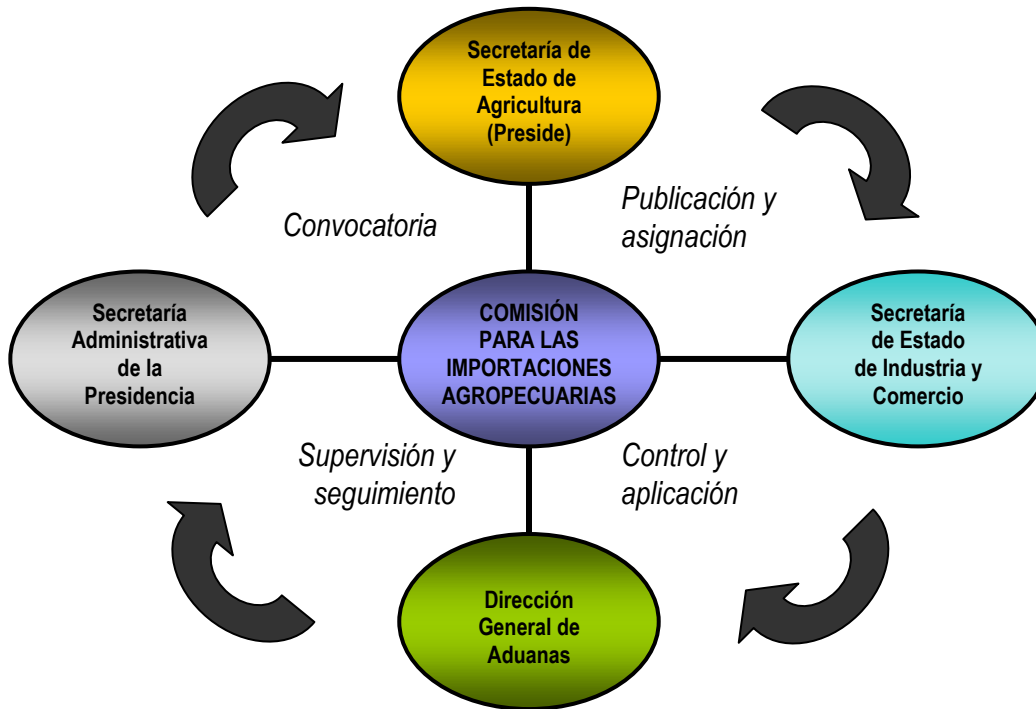 Secretaría de
Estado de
Agricultura
(Preside)
Convocatoria
Publicación y
asignación
Secretaría
Administrativa
de la
Presidencia
COMISIÓN
PARA LAS
IMPORTACIONES
AGROPECUARIAS
Secretaría
de Estado
de Industria y
Comercio
Supervisión y
seguimiento
Control y
aplicación
Dirección
General de
Aduanas